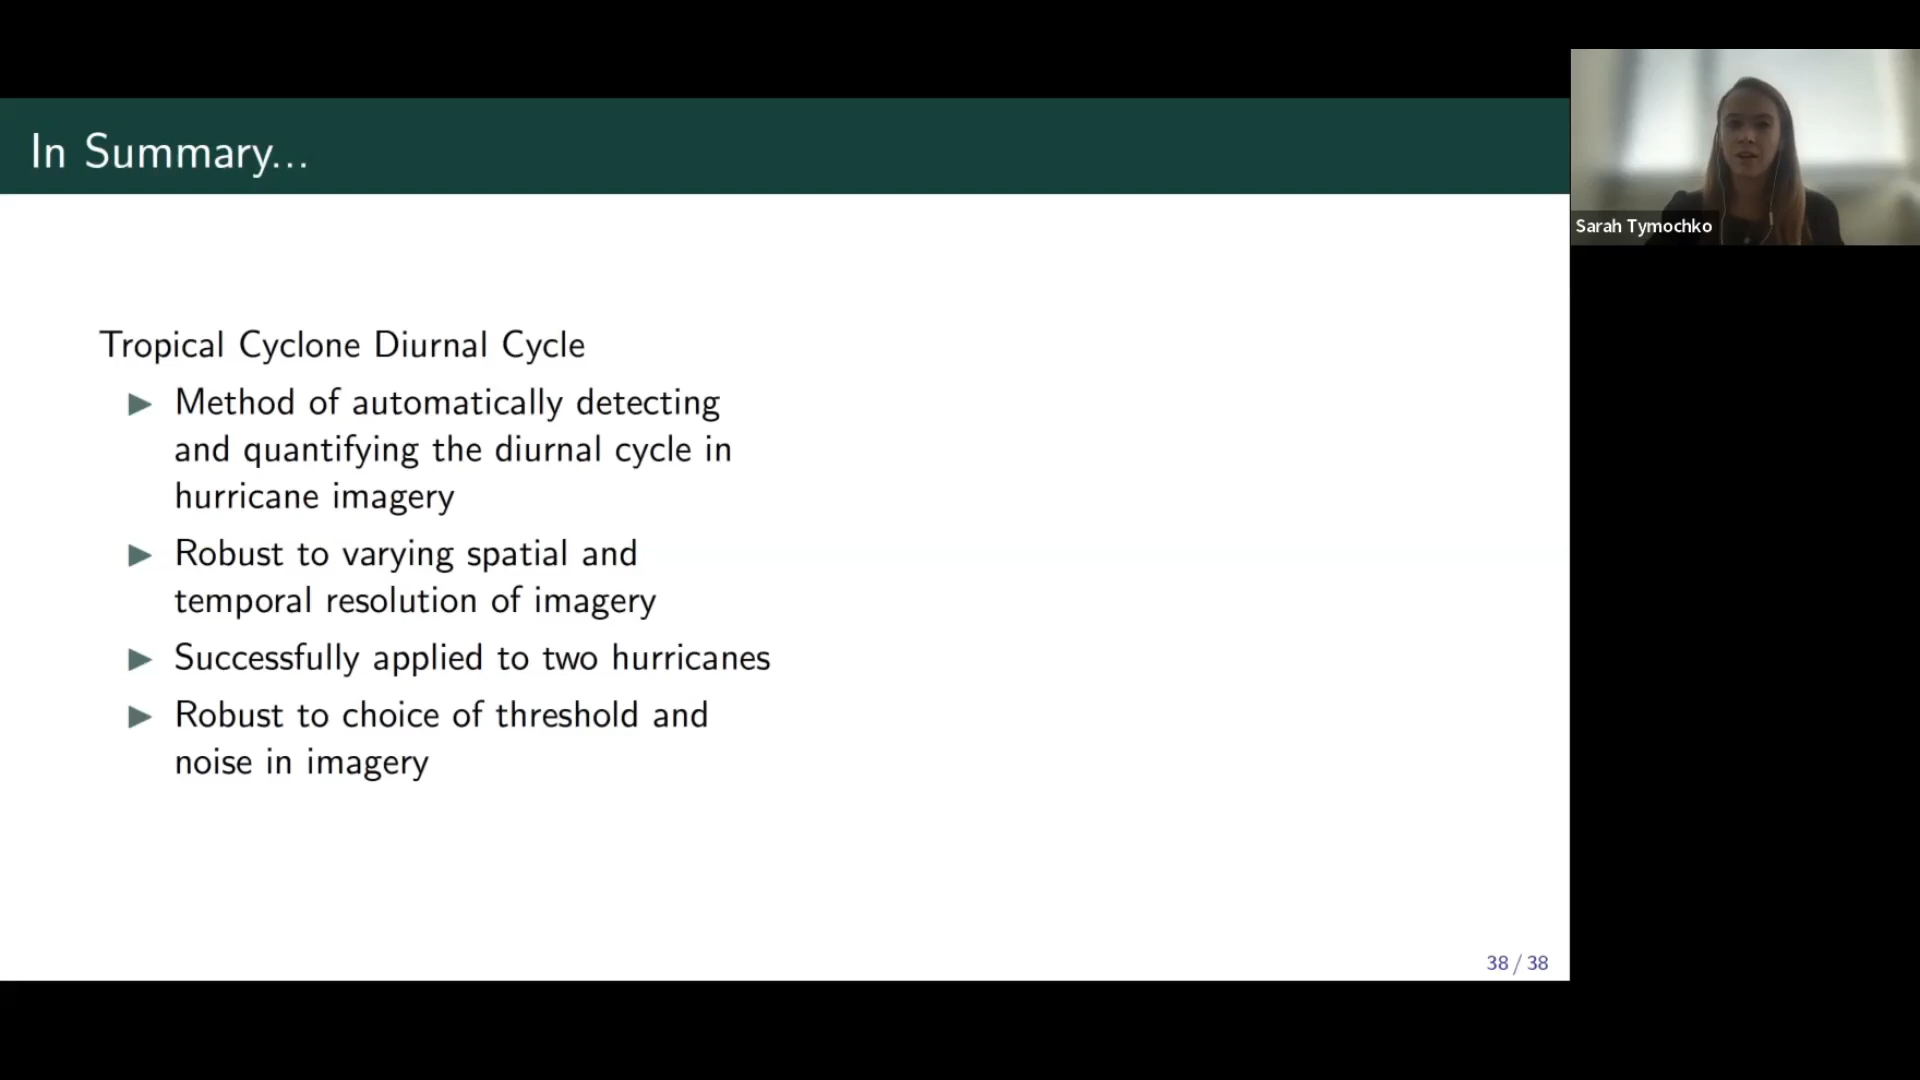 In Summary...
Sarah Tymochko
Tropical Cyclone Diurnal Cycle
▶ Method of automatically detecting
and quantifying the diurnal cycle in
hurricane imagery
▶ Robust to varying spatial and
temporal resolution of imagery
▶ Successfully applied to two hurricanes
▶ Robust to choice of threshold and
noise in imagery
38 / 38